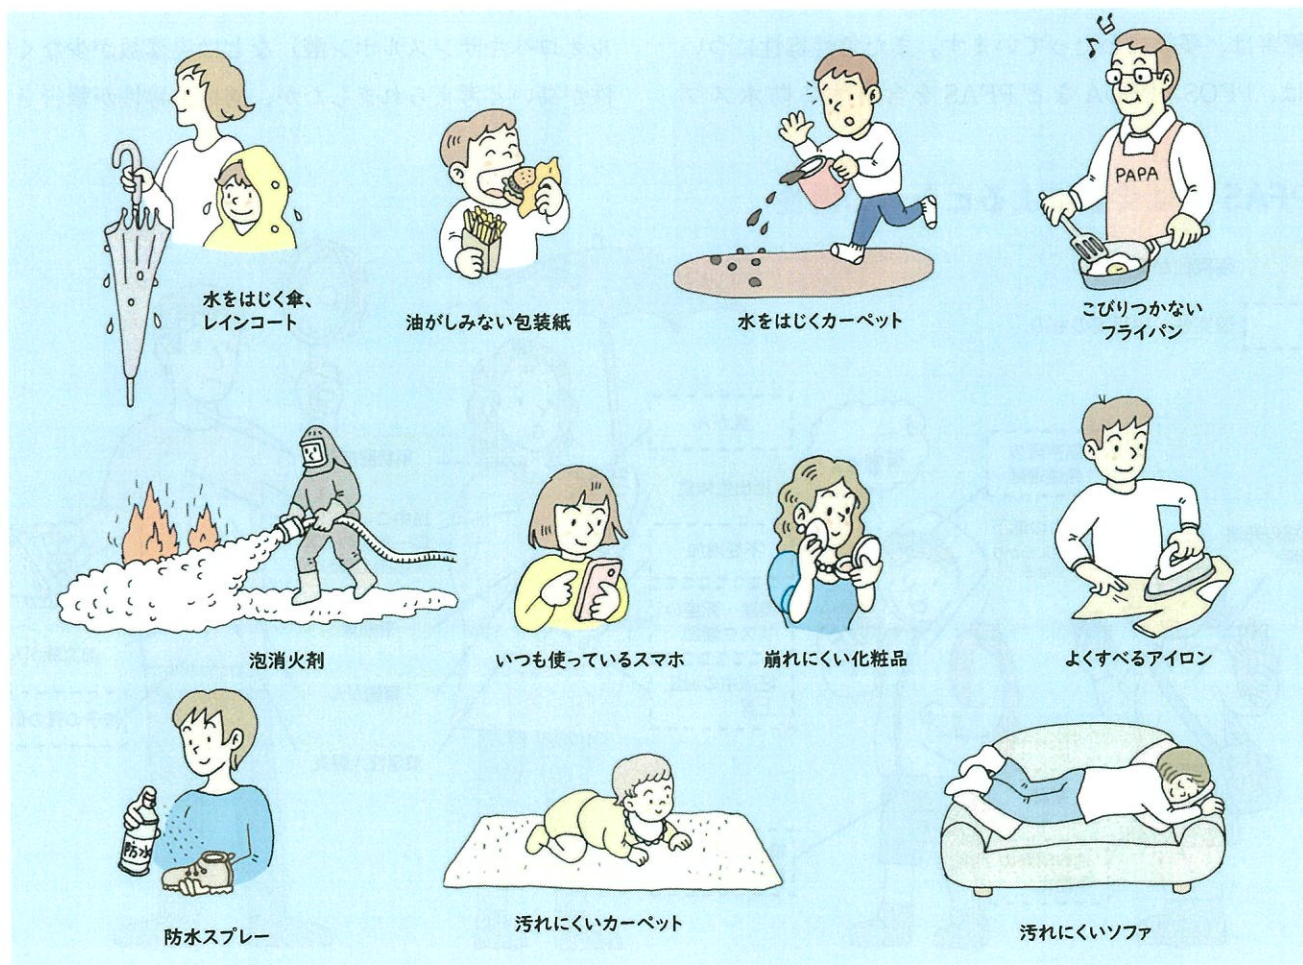 水をはじく傘、
レインコート
油がしみない包装紙
水をはじくカーペット
PAPA
こびりつかない
フライパン
泡消火剤
いつも使っているスマホ
崩れにくい化粧品
よくすべるアイロン
防水
防水スプレー
汚れにくいカーペット
汚れにくいソファ